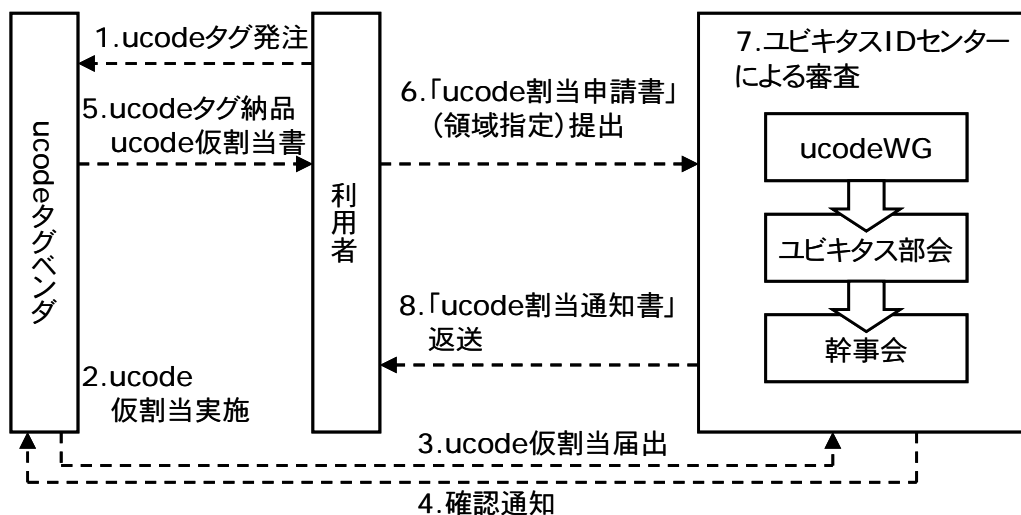 1.ucodeタグ発注
5.ucodeタグ納品
ucode仮割当書
ucodeタグベンダ
2.ucode
仮割当実施
利用者
6.「ucode割当申請書」
(領域指定)提出
8.「ucode割当通知書」
返送
3.ucode仮割当届出
4.確認通知
7.ユビキタスIDセンター
による審査
ucodeWG
ユビキタス部会
幹事会